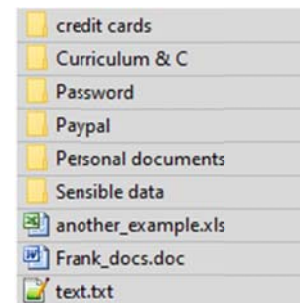 credit cards
Curriculum & C
Password
Paypal
Personal documents
Sensible data
another_example.xls
Frank_docs.doc
text.txt